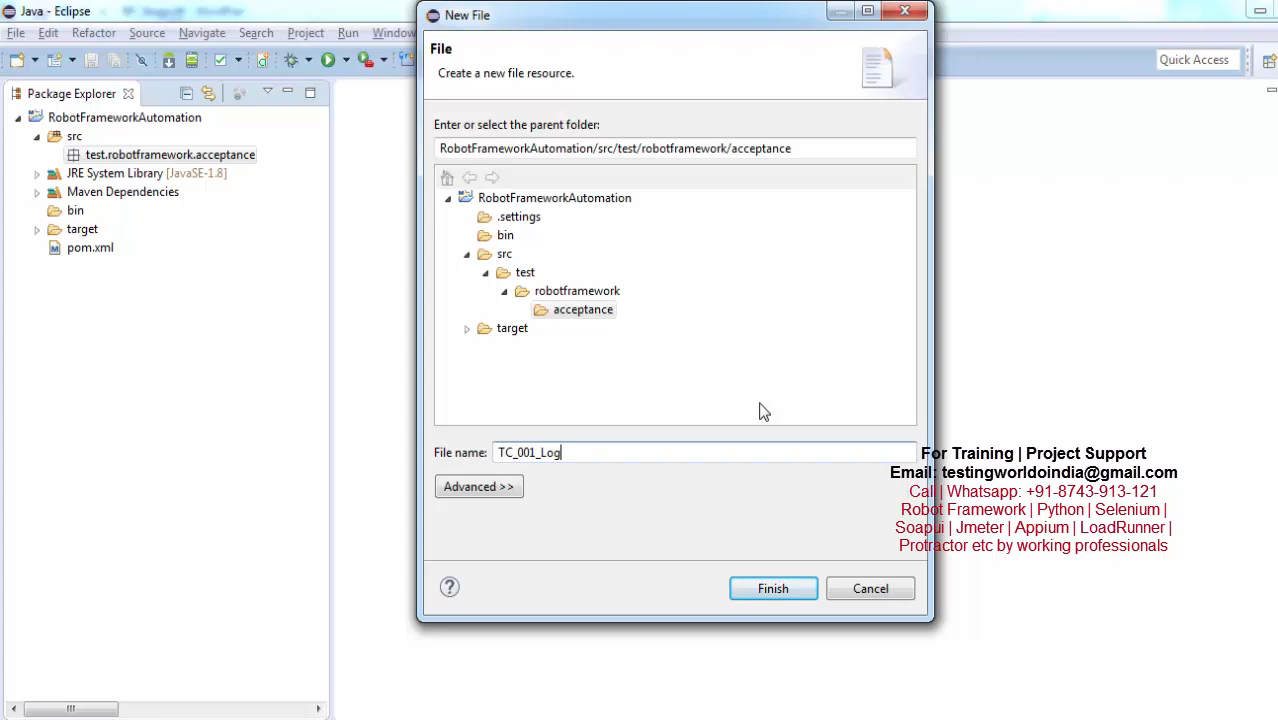 Java - Eclipse
File Edit Refactor Source Navigate Search Project Run Window
Quick Access
Package Explorer
RobotFrameworkAutomation
src
test.robotframework.acceptance
JRE System Library [JavaSE-1.8]
Maven Dependencies
bin
target
pom.xml
New File
File
Create a new file resource.
Enter or select the parent folder:
RobotFrameworkAutomation/src/test/robotframework/acceptance
RobotFrameworkAutomation
.settings
bin
src
test
robotframework
acceptance
target
File name: TC_001_Log
Advanced >>
Finish Cancel
For Training | Project Support
Email: testingworldoindia@gmail.com
Call | Whatsapp: +91-8743-913-121
Robot Framework | Python | Selenium |
Soapui | Jmeter | Appium | LoadRunner |
Protractor etc by working professionals